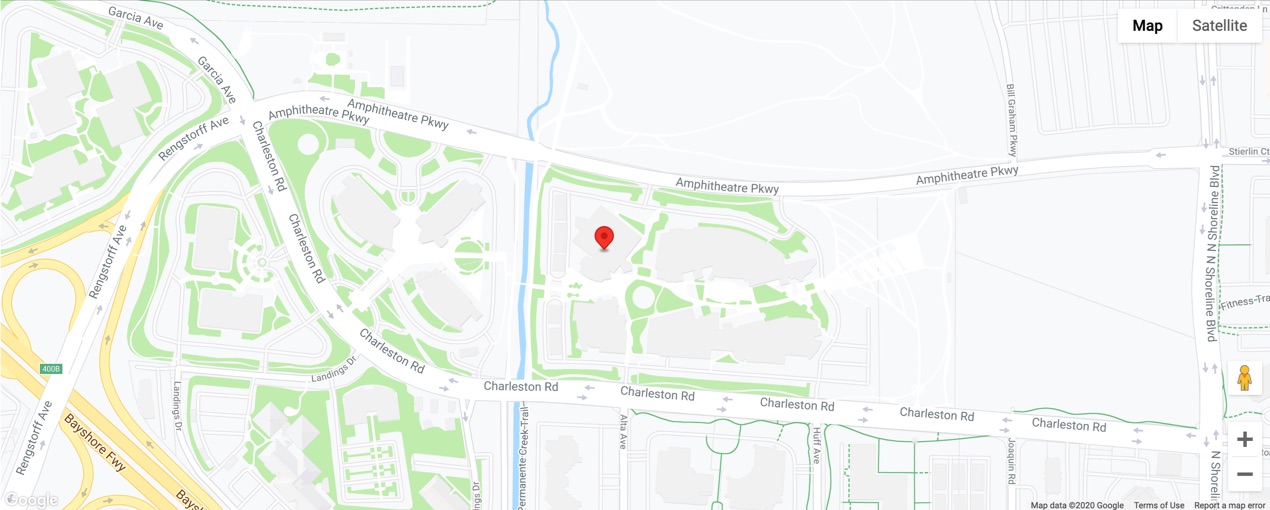 Garcia Ave
Crittenden Ln
Map
Satellite
Garcia Ave
Amphitheatre Pkwy
Amphitheatre Pkwy
Bill Graham Pkwy
Rengstorff Ave
Charleston Rd
Stierlin Ct
Amphitheatre Pkwy
Amphitheatre Pkwy
N Shoreline Blvd
N Shoreline Blvd
Charleston Rd
Rengstorff Ave
Fitness-Tra
400B
Charleston Rd
Landings Dr
Landings Dr
Charleston Rd
Charleston Rd
Charleston Rd
Charleston Rd
Charleston Rd
Rengstorff Ave
Bayshore Fwy
Permanente Creek-Trail
Alta Ave
Huff Ave
Joaquin Rd
N Shoreli
ngs Dr
Baysh
Google
Map data ©2020 Google
Terms of Use
Report a map error